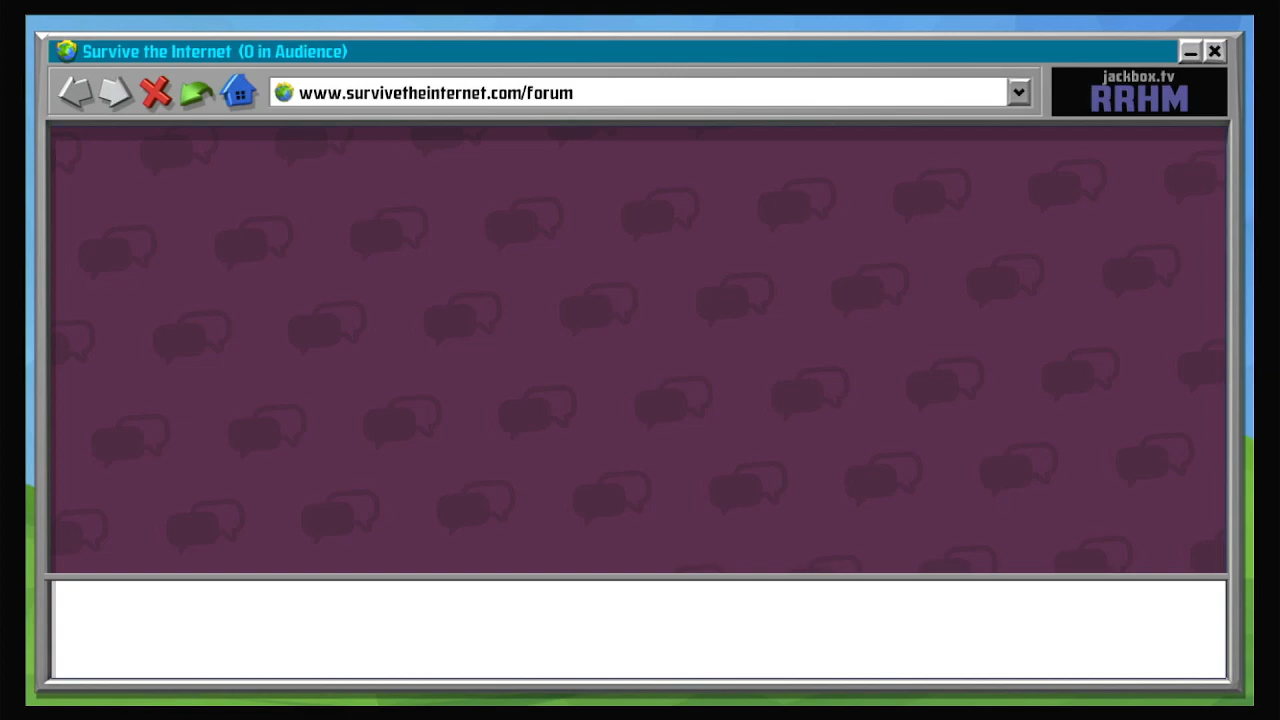 Survive the Internet (0 in Audience)
www.survivetheinternet.com/forum
jackbox.tv
RRHM